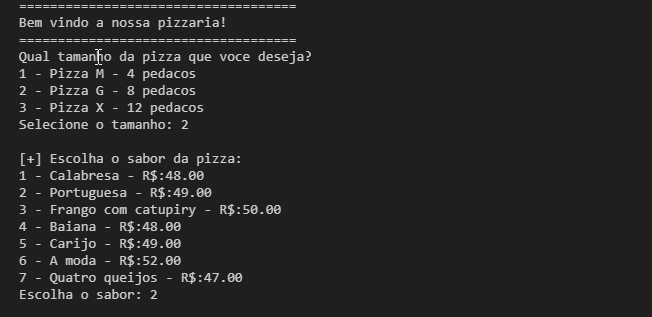 ====================================
Bem vindo a nossa pizzaria!
====================================
Qual tamanho da pizza que voce deseja?
1 - Pizza M - 4 pedacos
2 - Pizza G - 8 pedacos
3 - Pizza X - 12 pedacos
Selecione o tamanho: 2
[+] Escolha o sabor da pizza:
1 - Calabresa - R$:48.00
2 - Portuguesa - R$:49.00
3 - Frango com catupiry - R$:50.00
4 - Baiana - R$:48.00
5 - Carijo - R$:49.00
6 - A moda - R$:52.00
7 - Quatro queijos - R$:47.00
Escolha o sabor: 2